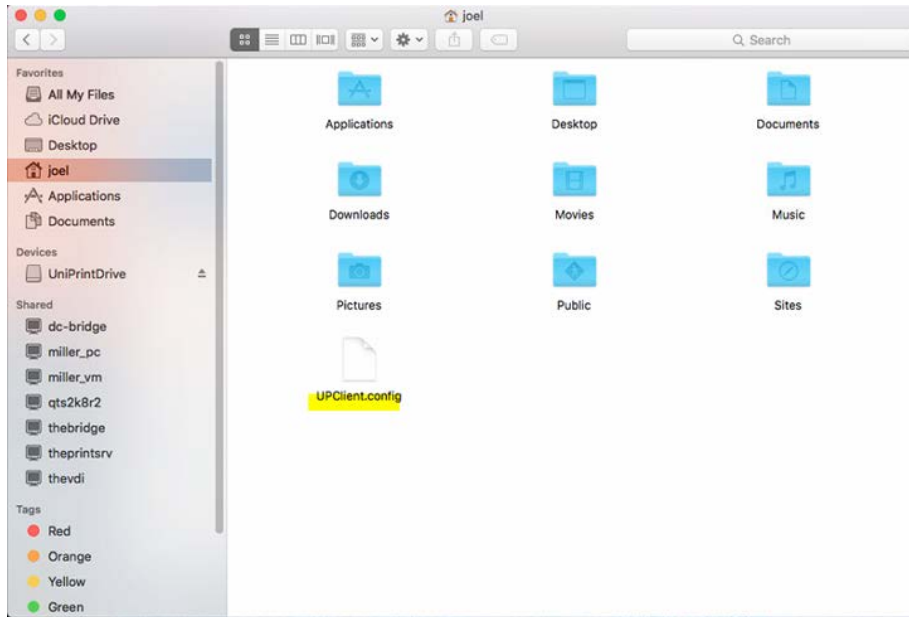 joel
Search
Favorites
All My Files
iCloud Drive
Desktop
joel
Applications
Documents
Devices
UniPrintDrive
Shared
dc-bridge
miller_pc
miller_vm
qts2k8r2
thebridge
theprintsrv
thevdi
Tags
Red
Orange
Yellow
Green
Applications
Desktop
Documents
Downloads
Movies
Music
Pictures
Public
Sites
UPClient.config